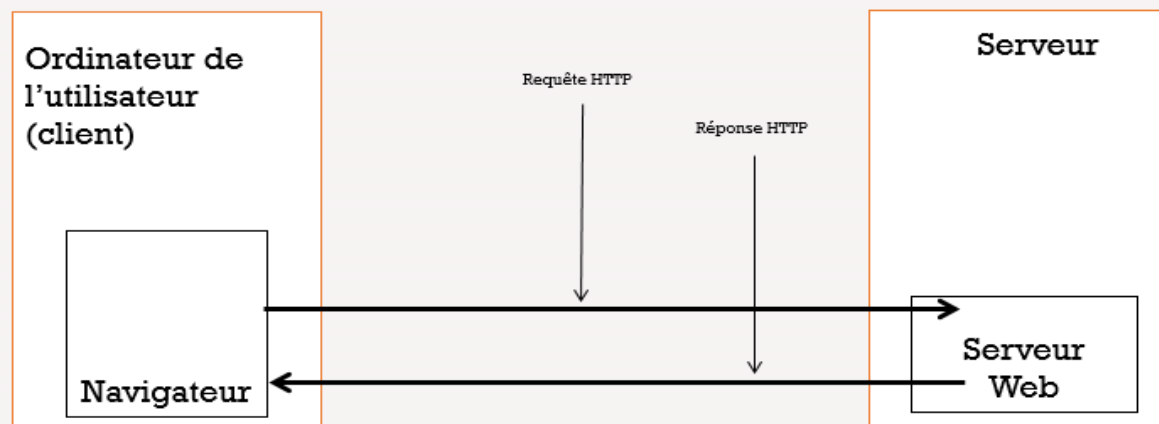 Ordinateur de
l’utilisateur
(client)
Serveur
Requête HTTP
Réponse HTTP
Navigateur
Serveur
Web